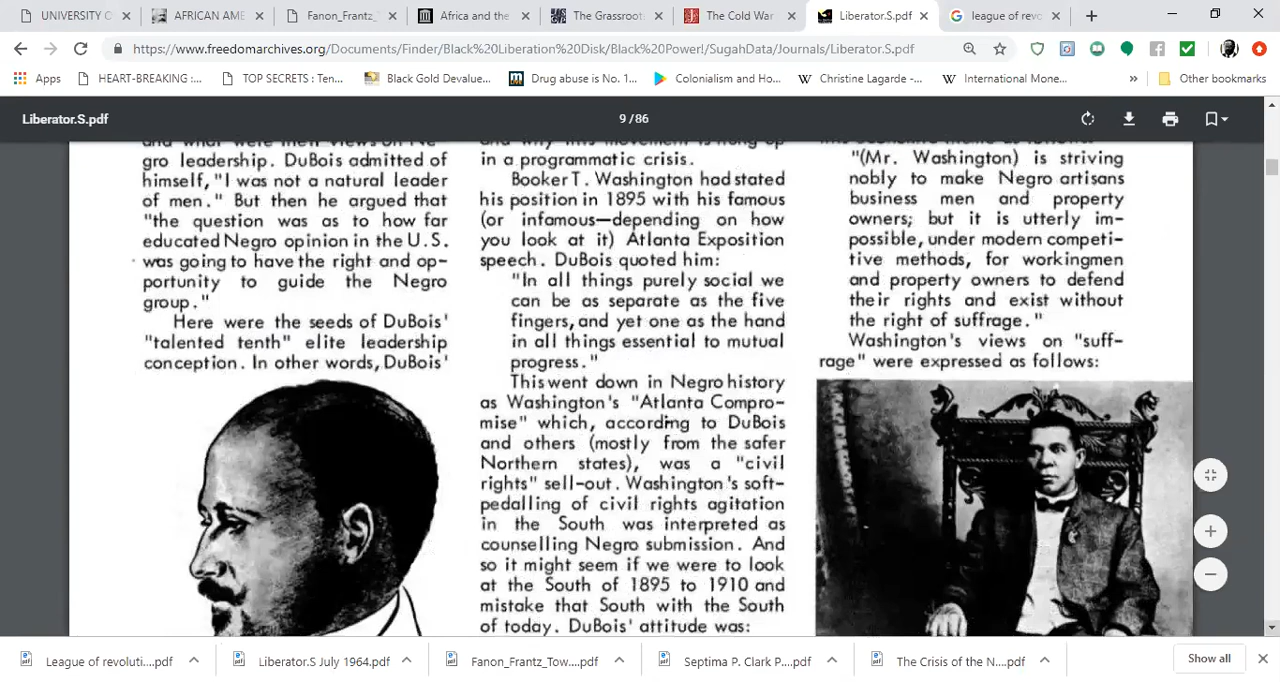 UNIVERSITY O
AFRICAN AME
Fanon_Frantz_
Africa and the
The Grassroot
The Cold War
Liberator.S.pdf
league of revo
https://www.freedomarchives.org/Documents/Finder/Black%20Liberation%20Disk/Black%20Power!/SugahData/Journals/Liberator.S.pdf
Apps
HEART-BREAKING :...
TOP SECRETS : Ten...
Black Gold Devalue...
Drug abuse is No. 1...
Colonialism and Ho...
Christine Lagarde -...
International Mone...
»
Other bookmarks
Liberator.S.pdf
9 / 86
and what were their views on Ne-
gro leadership. DuBois admitted of
himself, "I was not a natural leader
of men." But then he argued that
"the question was as to how far
educated Negro opinion in the U.S.
was going to have the right and op-
portunity to guide the Negro
group."
Here were the seeds of DuBois'
"talented tenth" elite leadership
conception. In other words, DuBois'
and why this movement is hung up
in a programmatic crisis.
Booker T. Washington had stated
his position in 1895 with his famous
(or infamous—depending on how
you look at it) Atlanta Exposition
speech. DuBois quoted him:
"In all things purely social we
can be as separate as the five
fingers, and yet one as the hand
in all things essential to mutual
progress."
This went down in Negro history
as Washington's "Atlanta Compro-
mise" which, according to DuBois
and others (mostly from the safer
Northern states), was a "civil
rights" sell-out. Washington's soft-
pedalling of civil rights agitation
in the South was interpreted as
counselling Negro submission. And
so it might seem if we were to look
at the South of 1895 to 1910 and
mistake that South with the South
of today. DuBois' attitude was:
"(Mr. Washington) is striving
nobly to make Negro artisans
business men and property
owners; but it is utterly im-
possible, under modern competi-
tive methods, for workingmen
and property owners to defend
their rights and exist without
the right of suffrage."
Washington's views on "suff-
rage" were expressed as follows:
League of revoluti....pdf
Liberator.S July 1964.pdf
Fanon_Frantz_Tow....pdf
Septima P. Clark P....pdf
The Crisis of the N....pdf
Show all